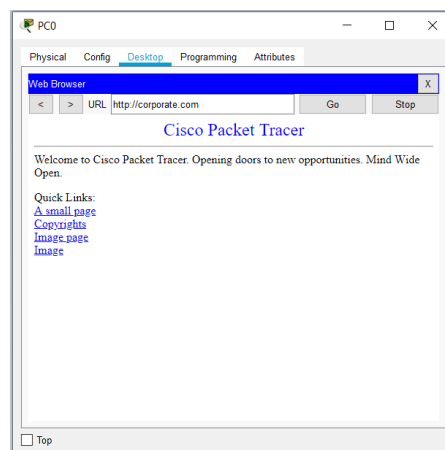 PC0
Physical Config Desktop Programming Attributes
Web Browser X
< > URL http://corporate.com Go Stop
Cisco Packet Tracer
Welcome to Cisco Packet Tracer. Opening doors to new opportunities. Mind Wide
Open.
Quick Links:
A small page
Copyrights
Image page
Image
Top